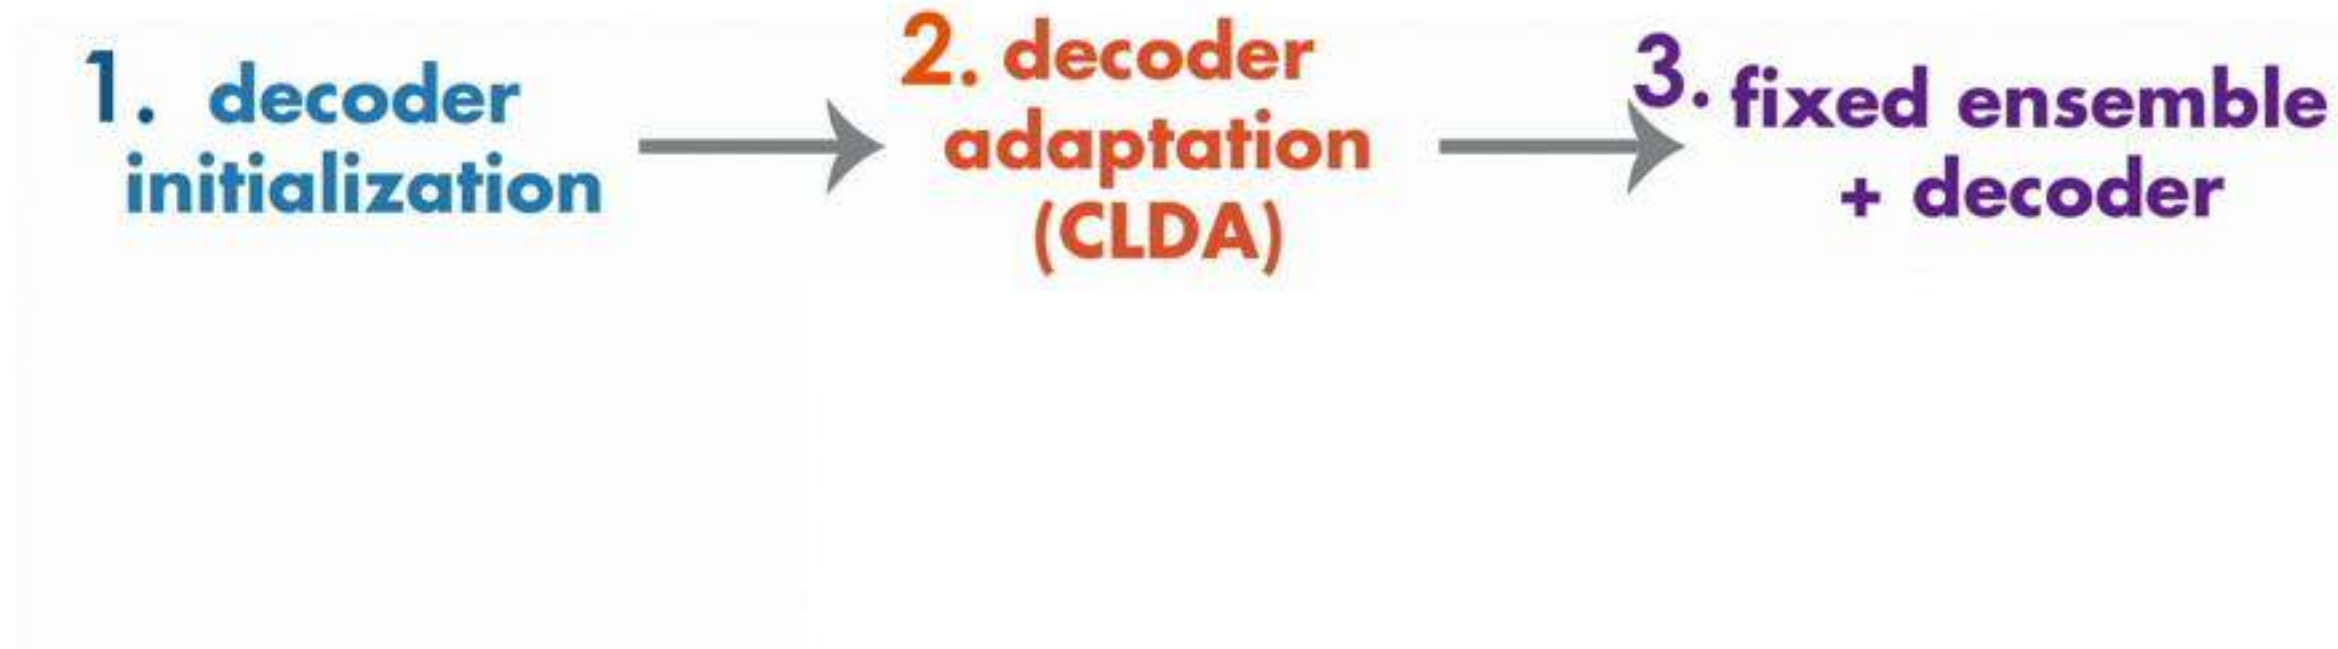 1. decoder
initialization
2. decoder
adaptation
(CLDA)
3. fixed ensemble
+ decoder